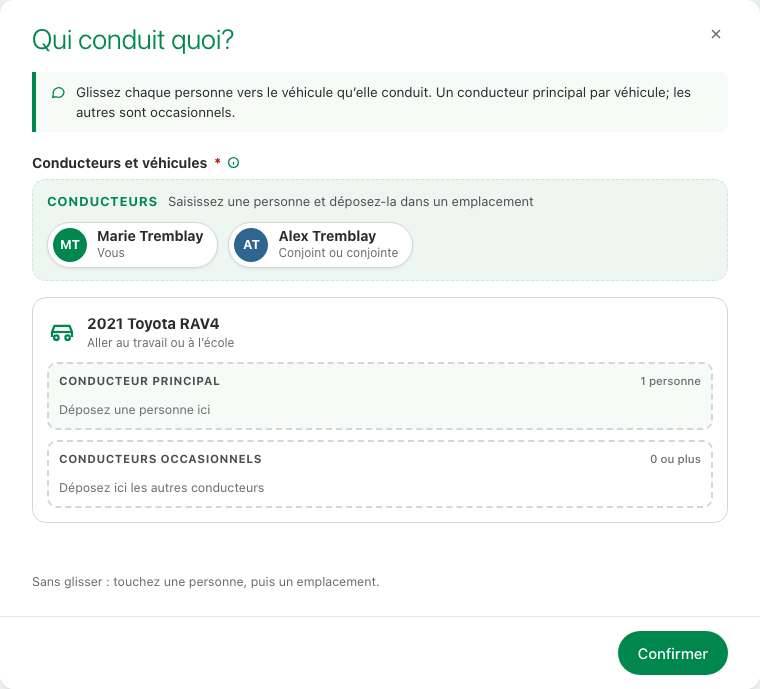 Qui conduit quoi?
Glissez chaque personne vers le véhicule qu’elle conduit. Un conducteur principal par véhicule; les
autres sont occasionnels.
Conducteurs et véhicules *
CONDUCTEURS Saisissez une personne et déposez-la dans un emplacement
MT Marie Tremblay
Vous
AT Alex Tremblay
Conjoint ou conjointe
2021 Toyota RAV4
Aller au travail ou à l’école
CONDUCTEUR PRINCIPAL 1 personne
Déposez une personne ici
CONDUCTEURS OCCASIONNELS 0 ou plus
Déposez ici les autres conducteurs
Sans glisser : touchez une personne, puis un emplacement.
Confirmer